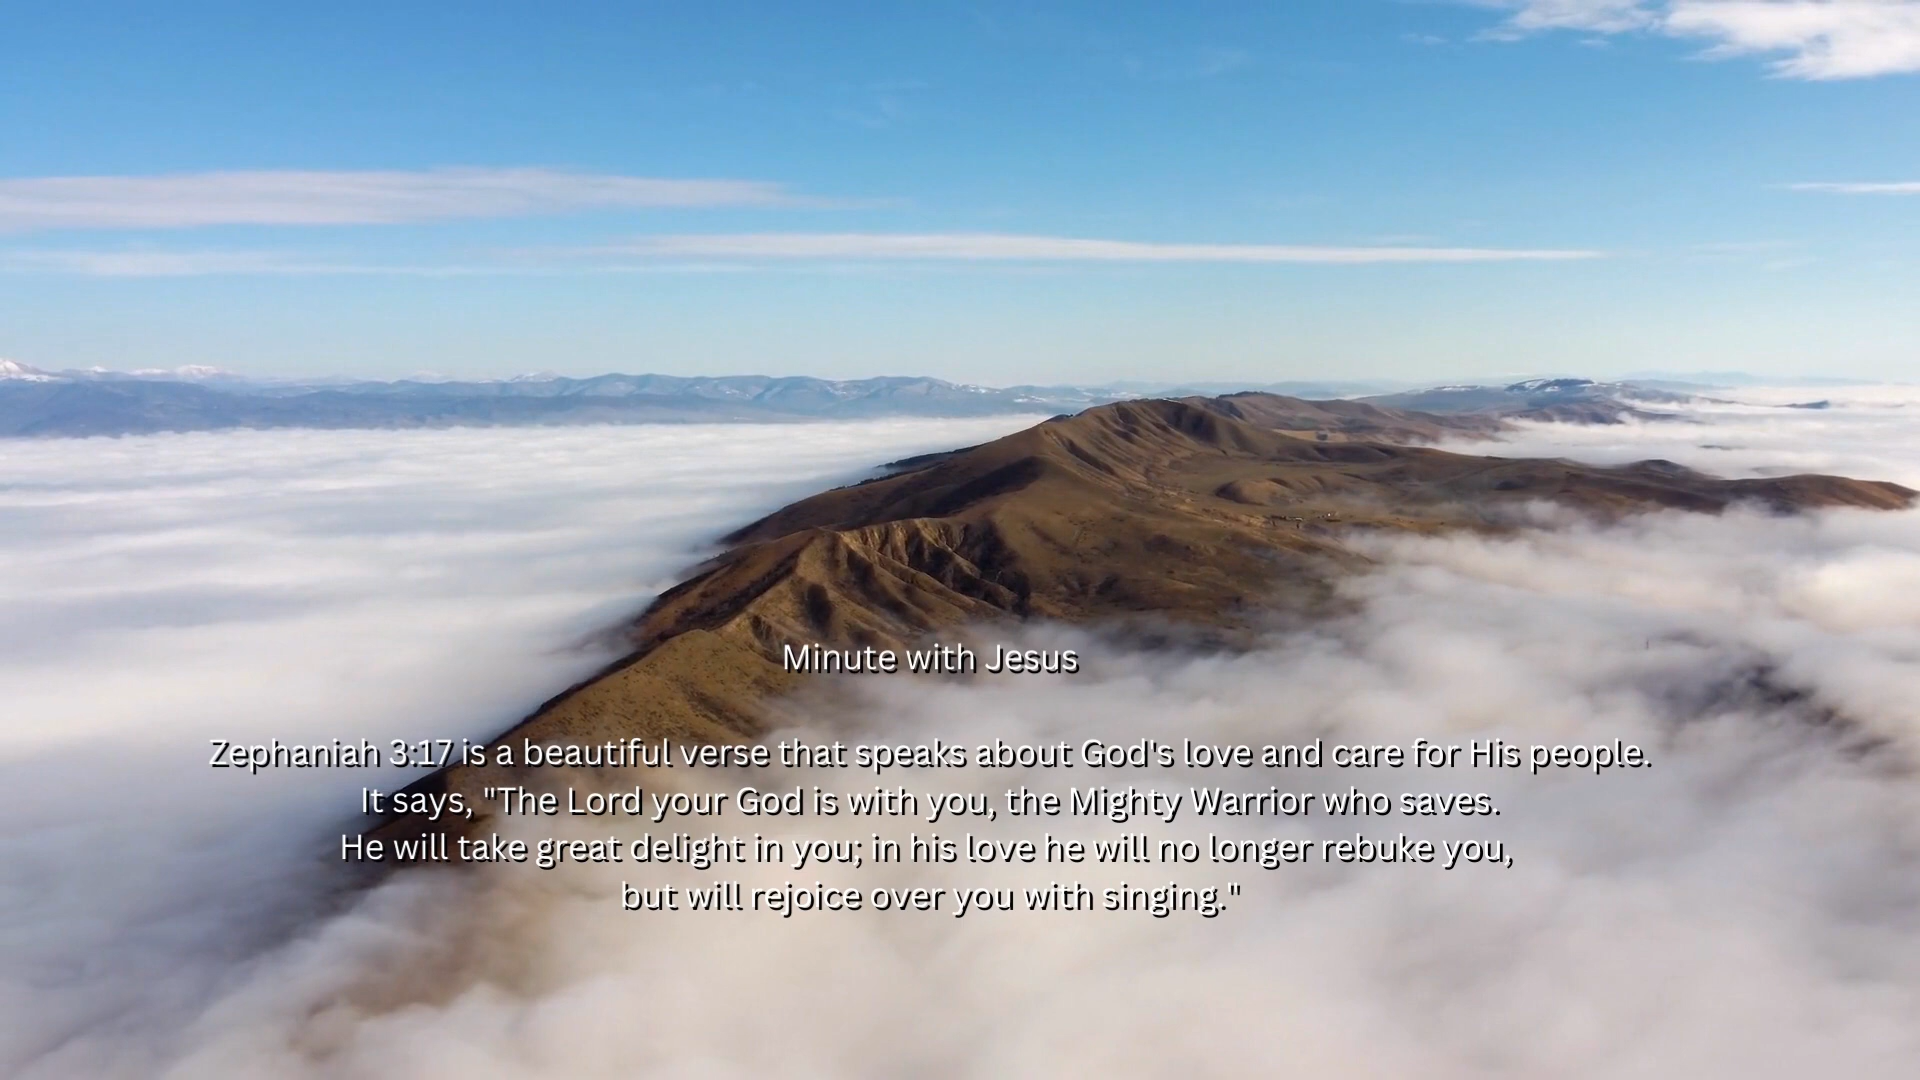 Minute with Jesus
Zephaniah 3:17 is a beautiful verse that speaks about God's love and care for His people.
It says, "The Lord your God is with you, the Mighty Warrior who saves.
He will take great delight in you; in his love he will no longer rebuke you,
but will rejoice over you with singing."